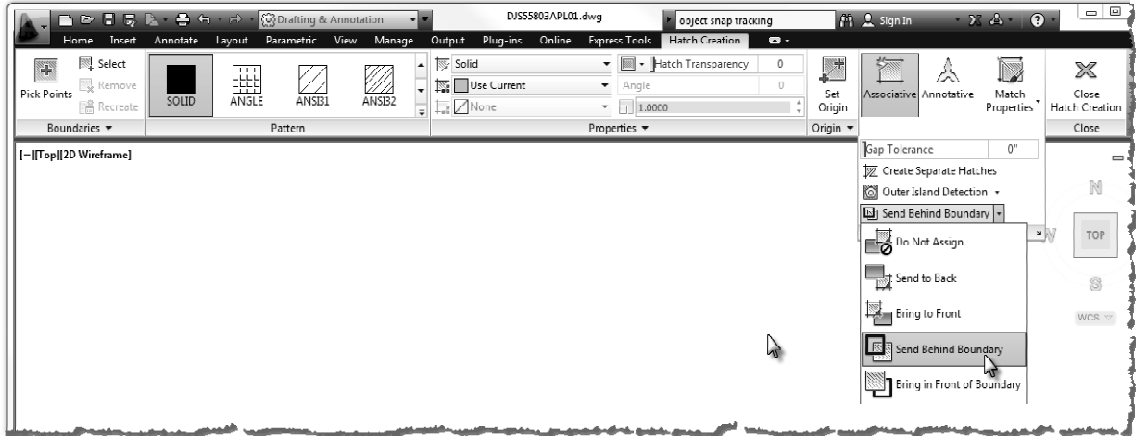 Drafting & Annotation DJS55803APL01.dwg object snap tracking Sign In
Home Insert Annotate Layout Parametric View Manage Output Plug-ins Online Express Tools Hatch Creation
Pick Points Select Remove Recreate
SOLID ANGLE ANSI31 ANSI32
Solid Hatch Transparency 0
Use Current Angle 0
None 1.0000
Set Origin
Associative Annotative Match Properties
Close Hatch Creation
Boundaries Pattern Properties Origin Close
[−][Top][2D Wireframe]
Gap Tolerance 0"
Create Separate Hatches
Outer Island Detection
Send Behind Boundary
Do Not Assign
Send to Back
Bring to Front
Send Behind Boundary
Bring in Front of Boundary
N
W TOP
S
WCS